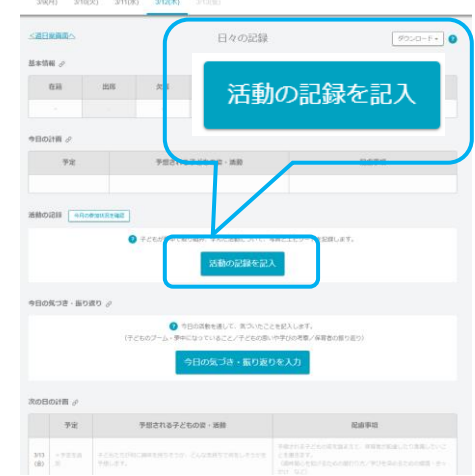 3/9(月) 3/10(火) 3/11(水) 3/12(木) 3/13(金)
<週日案画面へ
日々の記録
ダウンロード
?
基本情報
在籍 出席
今日の計画
予定 予想される子どもの姿・活動 配慮事項
活動の記録を記入
活動の記録 今月の参加状況を確認
活動の記録を記入
今日の気づき・振り返り
? 今日の活動を通して、気づいたことを記入します。
(子どものブーム・夢中になっていること/子どもの思いや学びの考察/保育者の振り返り)
今日の気づき・振り返りを入力
次の日の計画
予定 予想される子どもの姿・活動 配慮事項
3/13
(金)